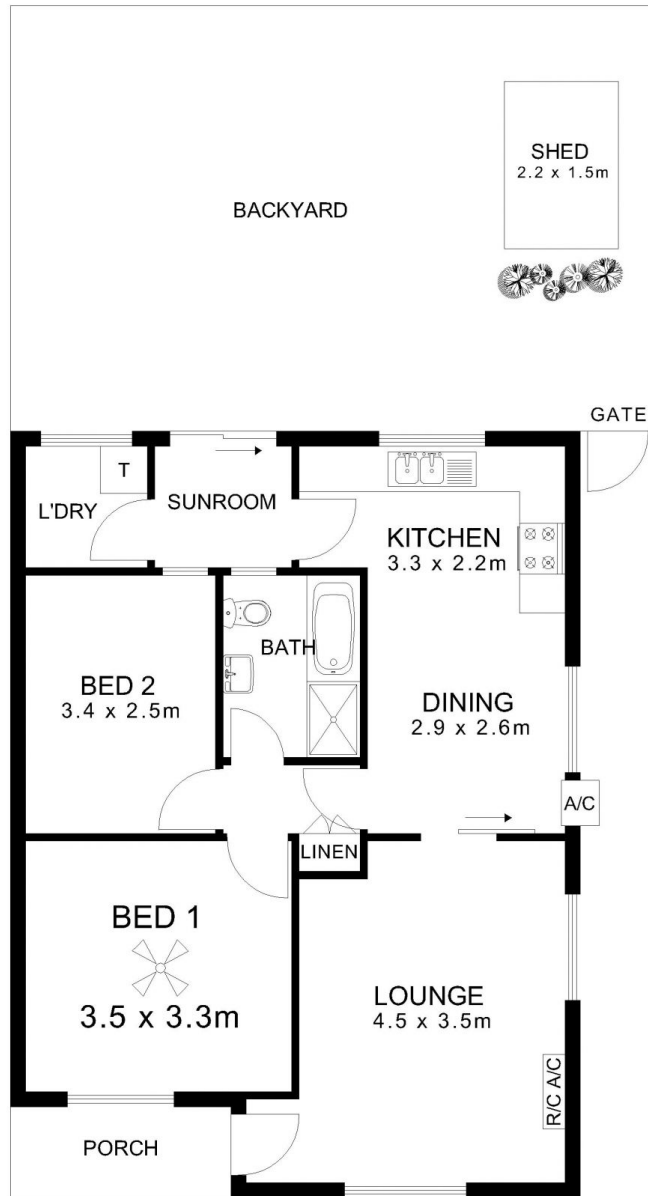 SHED
2.2 x 1.5m
BACKYARD
GATE
T
L'DRY
SUNROOM
KITCHEN
3.3 x 2.2m
BATH
BED 2
3.4 x 2.5m
DINING
2.9 x 2.6m
A/C
LINEN
BED 1
3.5 x 3.3m
LOUNGE
4.5 x 3.5m
R/C A/C
PORCH